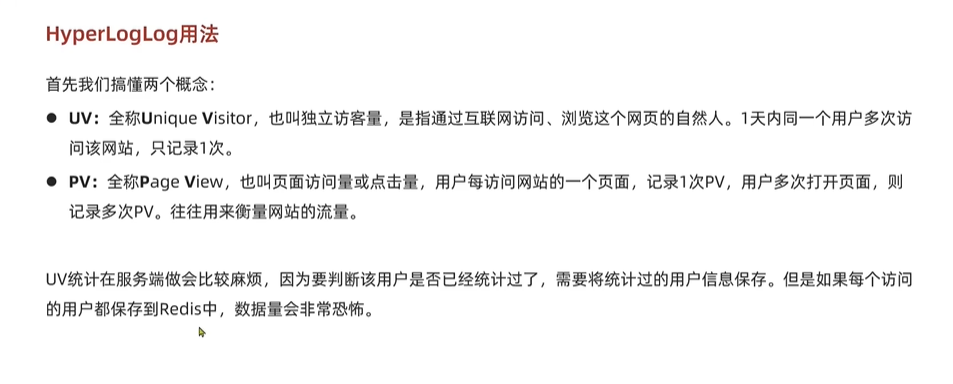 HyperLogLog用法
首先我们搞懂两个概念：
● UV：全称Unique Visitor，也叫独立访客量，是指通过互联网访问、浏览这个网页的自然人。1天内同一个用户多次访
问该网站，只记录1次。
● PV：全称Page View，也叫页面访问量或点击量，用户每访问网站的一个页面，记录1次PV，用户多次打开页面，则
记录多次PV。往往用来衡量网站的流量。
UV统计在服务端做会比较麻烦，因为要判断该用户是否已经统计过了，需要将统计过的用户信息保存。但是如果每个访问
的用户都保存到Redis中，数据量会非常恐怖。